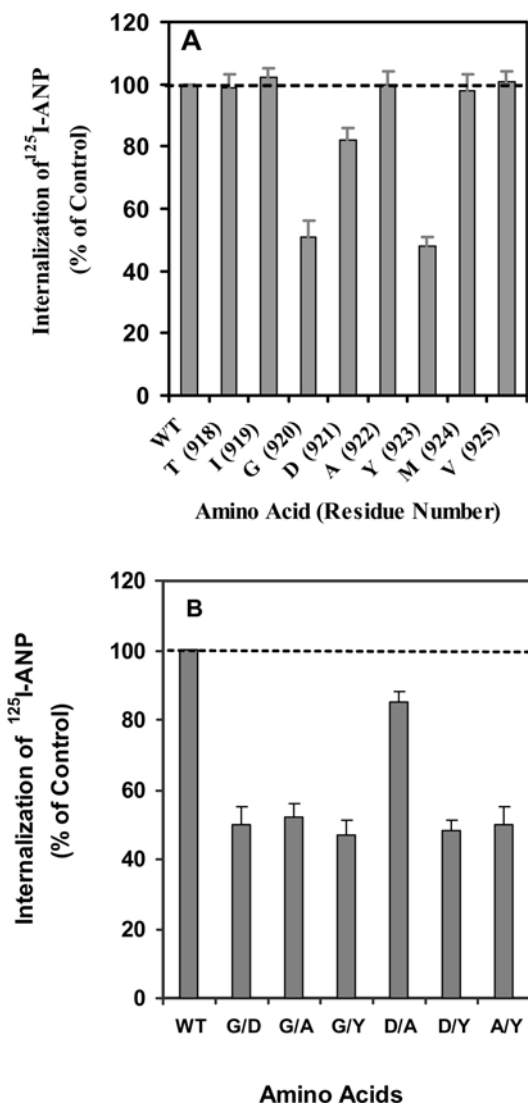 A
Internalization of ¹²⁵I-ANP
(% of Control)
120
100
80
60
40
20
0
WT
T (918)
I (919)
G (920)
D (921)
A (922)
Y (923)
M (924)
V (925)
Amino Acid (Residue Number)
B
Internalization of ¹²⁵I-ANP
(% of Control)
120
100
80
60
40
20
0
WT G/D G/A G/Y D/A D/Y A/Y
Amino Acids